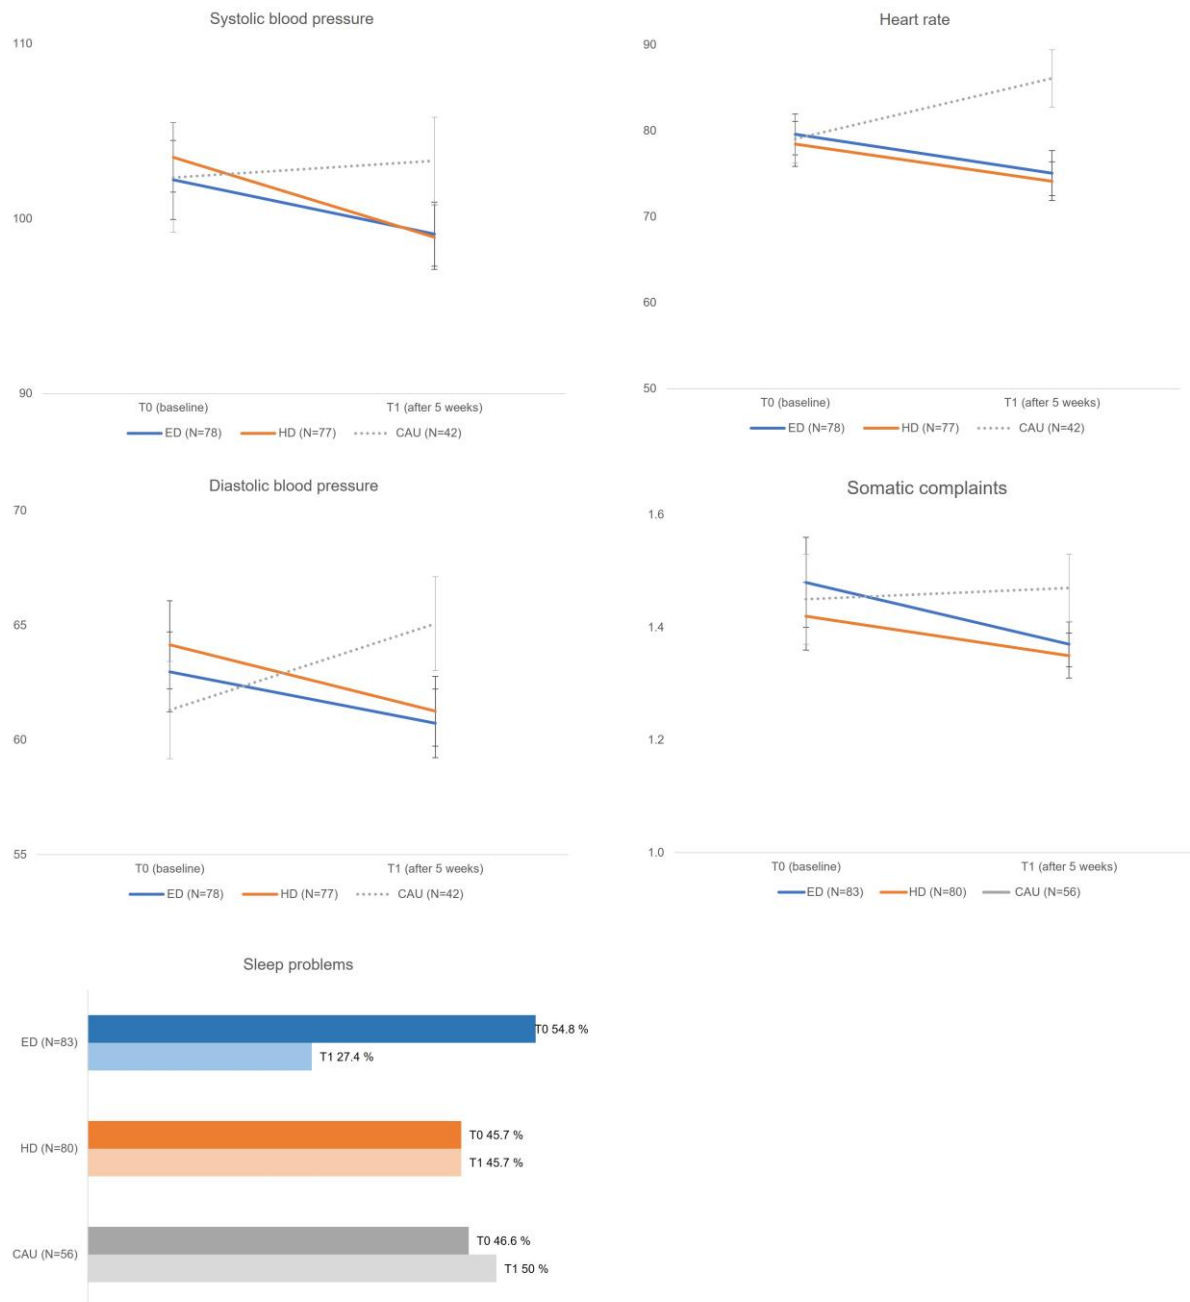 Systolic blood pressure
110
100
90
T0 (baseline) T1 (after 5 weeks)
ED (N=78) HD (N=77) CAU (N=42)
Heart rate
90
80
70
60
50
T0 (baseline) T1 (after 5 weeks)
ED (N=78) HD (N=77) CAU (N=42)
Diastolic blood pressure
70
65
60
55
T0 (baseline) T1 (after 5 weeks)
ED (N=78) HD (N=77) CAU (N=42)
Somatic complaints
1.6
1.4
1.2
1.0
T0 (baseline) T1 (after 5 weeks)
ED (N=83) HD (N=80) CAU (N=56)
Sleep problems
T0 54.8 %
ED (N=83)
T1 27.4 %
T0 45.7 %
HD (N=80)
T1 45.7 %
T0 46.6 %
CAU (N=56)
T1 50 %